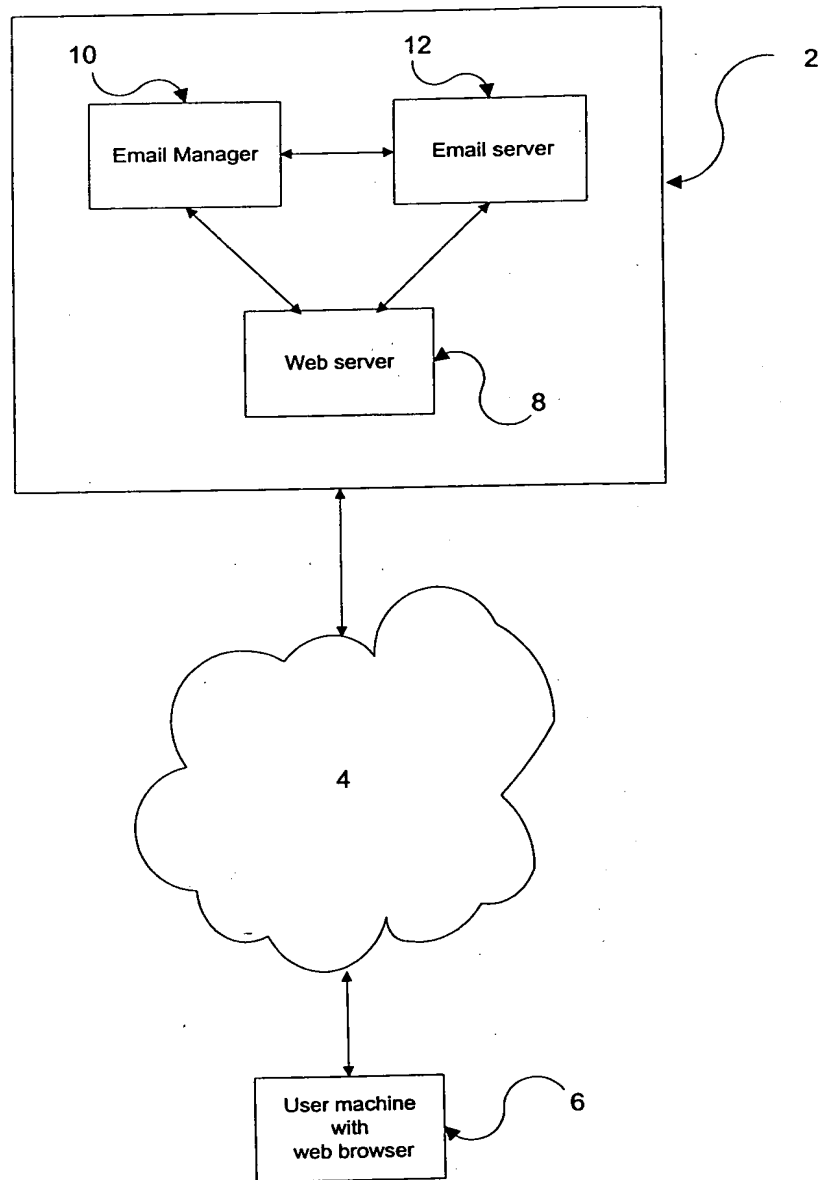 10
12
2
Email Manager
Email server
Web server
8
4
User machine
with
web browser
6